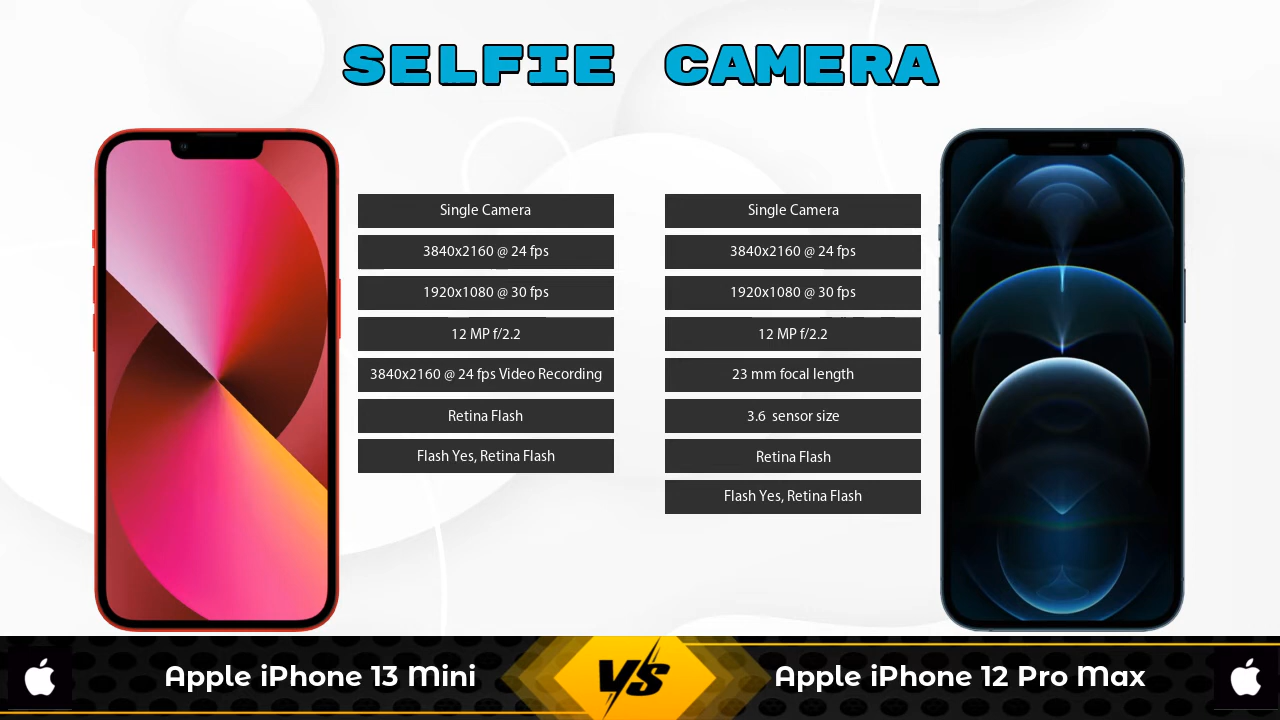 SELFIE CAMERA
Single Camera
3840x2160 @ 24 fps
1920x1080 @ 30 fps
12 MP f/2.2
3840x2160 @ 24 fps Video Recording
Retina Flash
Flash Yes, Retina Flash
Single Camera
3840x2160 @ 24 fps
1920x1080 @ 30 fps
12 MP f/2.2
23 mm focal length
3.6 sensor size
Retina Flash
Flash Yes, Retina Flash
Apple iPhone 13 Mini
VS
Apple iPhone 12 Pro Max